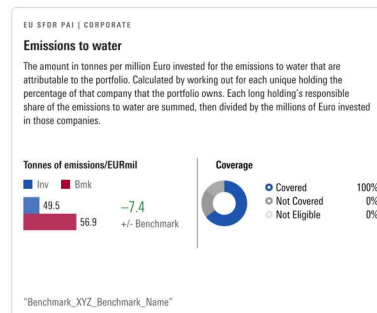 EU SFDR PAI | CORPORATE
Emissions to water
The amount in tonnes per million Euro invested for the emissions to water that are
attributable to the portfolio. Calculated by working out for each unique holding the
percentage of that company that the portfolio owns. Each long holding's responsible
share of the emissions to water are summed, then divided by the millions of Euro invested
in those companies.
Tonnes of emissions/EURmil
Inv Bmk
49.5
56.9
–7.4
+/- Benchmark
Coverage
Covered 100%
Not Covered 0%
Not Eligible 0%
"Benchmark_XYZ_Benchmark_Name"